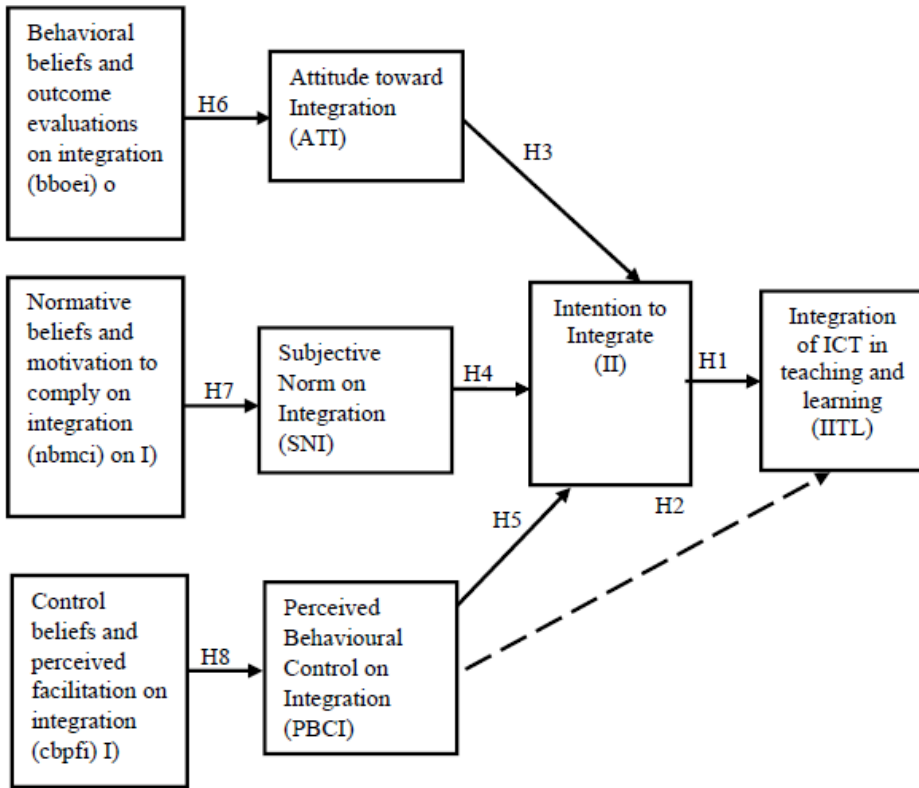 Behavioral
beliefs and
outcome
evaluations
on integration
(bboei) o
H6
Attitude toward
Integration
(ATI)
H3
Normative
beliefs and
motivation to
comply on
integration
(nbmci) on I)
H7
Subjective
Norm on
Integration
(SNI)
H4
Intention to
Integrate
(II)
H1
Integration
of ICT in
teaching and
learning
(IITL)
H2
H5
Control
beliefs and
perceived
facilitation on
integration
(cbpfi) I)
H8
Perceived
Behavioural
Control on
Integration
(PBCI)